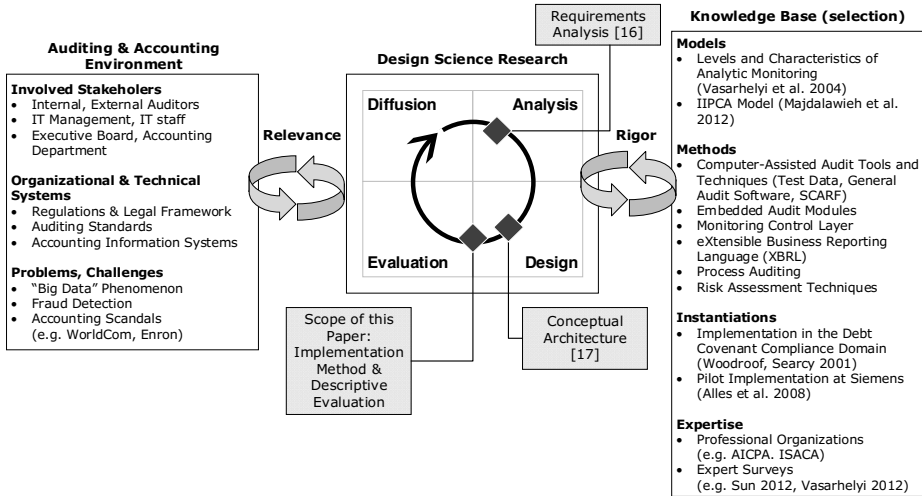 Auditing & Accounting
Environment
Involved Stakeholders
• Internal, External Auditors
• IT Management, IT staff
• Executive Board, Accounting
Department
Organizational & Technical
Systems
• Regulations & Legal Framework
• Auditing Standards
• Accounting Information Systems
Problems, Challenges
• “Big Data” Phenomenon
• Fraud Detection
• Accounting Scandals
(e.g. WorldCom, Enron)
Relevance
Design Science Research
Diffusion
Analysis
Evaluation
Design
Requirements
Analysis [16]
Scope of this
Paper:
Implementation
Method &
Descriptive
Evaluation
Conceptual
Architecture
[17]
Rigor
Knowledge Base (selection)
Models
• Levels and Characteristics of
Analytic Monitoring
(Vasarhelyi et al. 2004)
• IIPCA Model (Majdalawieh et al.
2012)
Methods
• Computer-Assisted Audit Tools and
Techniques (Test Data, General
Audit Software, SCARF)
• Embedded Audit Modules
• Monitoring Control Layer
• eXtensible Business Reporting
Language (XBRL)
• Process Auditing
• Risk Assessment Techniques
Instantiations
• Implementation in the Debt
Covenant Compliance Domain
(Woodroof, Searcy 2001)
• Pilot Implementation at Siemens
(Alles et al. 2008)
Expertise
• Professional Organizations
(e.g. AICPA. ISACA)
• Expert Surveys
(e.g. Sun 2012, Vasarhelyi 2012)